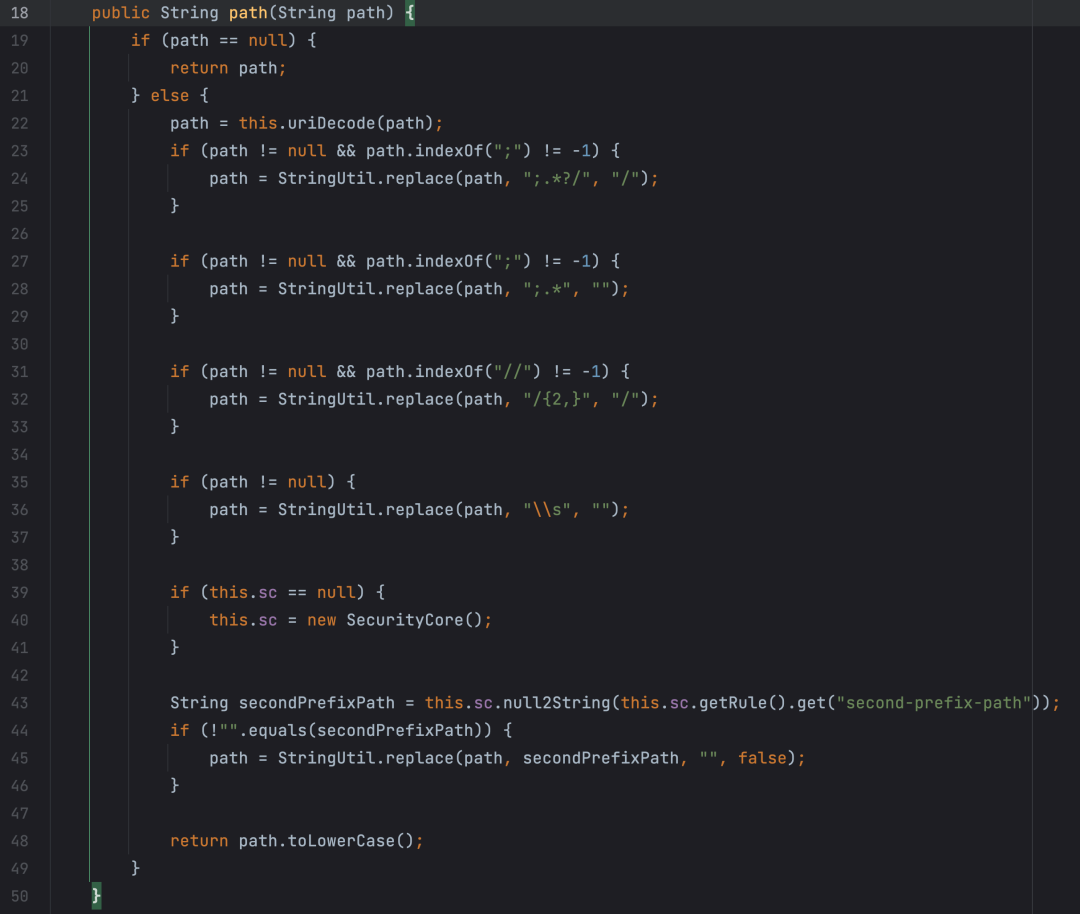 18 public String path(String path) {
19 if (path == null) {
20 return path;
21 } else {
22 path = this.uriDecode(path);
23 if (path != null && path.indexOf(";") != -1) {
24 path = StringUtil.replace(path, ";.*?/", "/");
25 }
26
27 if (path != null && path.indexOf(";") != -1) {
28 path = StringUtil.replace(path, ";.*", "");
29 }
30
31 if (path != null && path.indexOf("//") != -1) {
32 path = StringUtil.replace(path, "/{2,}", "/");
33 }
34
35 if (path != null) {
36 path = StringUtil.replace(path, "\\s", "");
37 }
38
39 if (this.sc == null) {
40 this.sc = new SecurityCore();
41 }
42
43 String secondPrefixPath = this.sc.null2String(this.sc.getRule().get("second-prefix-path"));
44 if (!"".equals(secondPrefixPath)) {
45 path = StringUtil.replace(path, secondPrefixPath, "", false);
46 }
47
48 return path.toLowerCase();
49 }
50 }